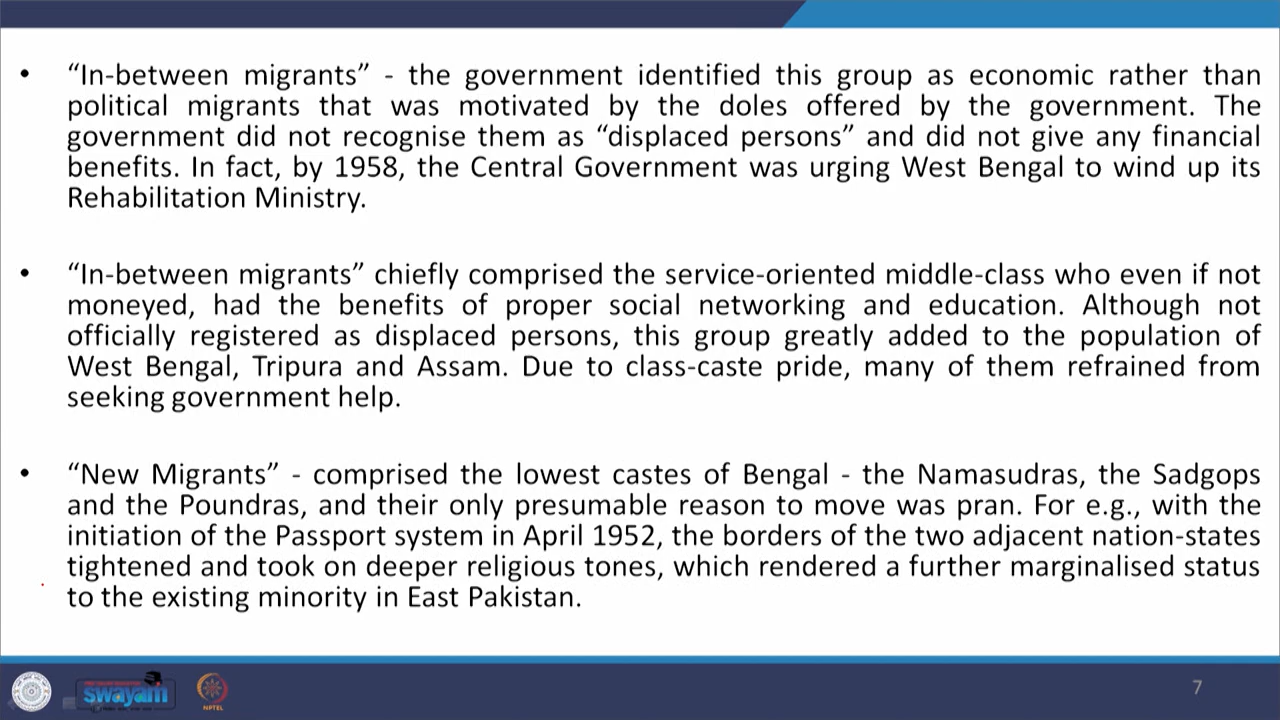 • “In-between migrants” - the government identified this group as economic rather than
political migrants that was motivated by the doles offered by the government. The
government did not recognise them as “displaced persons” and did not give any financial
benefits. In fact, by 1958, the Central Government was urging West Bengal to wind up its
Rehabilitation Ministry.
• “In-between migrants” chiefly comprised the service-oriented middle-class who even if not
moneyed, had the benefits of proper social networking and education. Although not
officially registered as displaced persons, this group greatly added to the population of
West Bengal, Tripura and Assam. Due to class-caste pride, many of them refrained from
seeking government help.
• “New Migrants” - comprised the lowest castes of Bengal - the Namasudras, the Sadgops
and the Poundras, and their only presumable reason to move was pran. For e.g., with the
initiation of the Passport system in April 1952, the borders of the two adjacent nation-states
tightened and took on deeper religious tones, which rendered a further marginalised status
to the existing minority in East Pakistan.
swayam
NPTEL
7